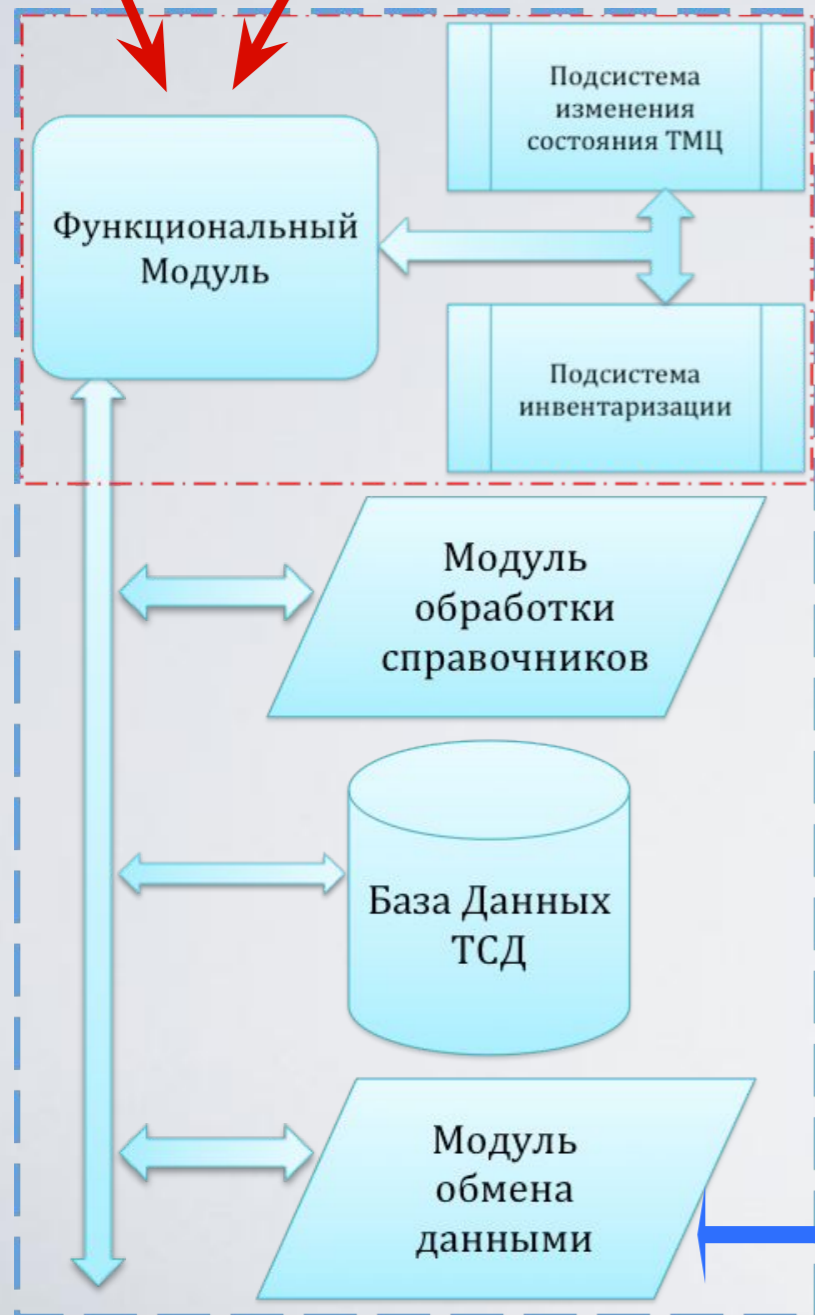 Подсистема
изменения
состояния ТМЦ
Функциональный
Модуль
Подсистема
инвентаризации
Модуль
обработки
справочников
База Данных
ТСД
Модуль
обмена
данными